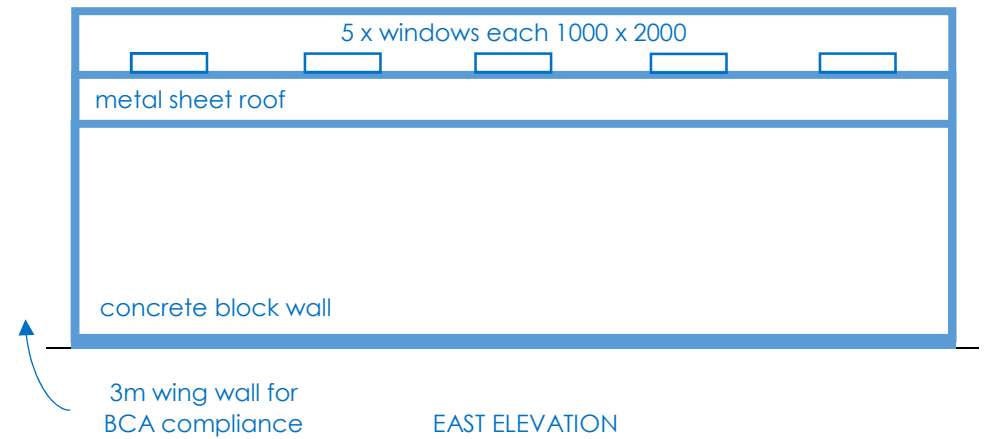 5 x windows each 1000 x 2000
metal sheet roof
concrete block wall
3m wing wall for
BCA compliance
EAST ELEVATION